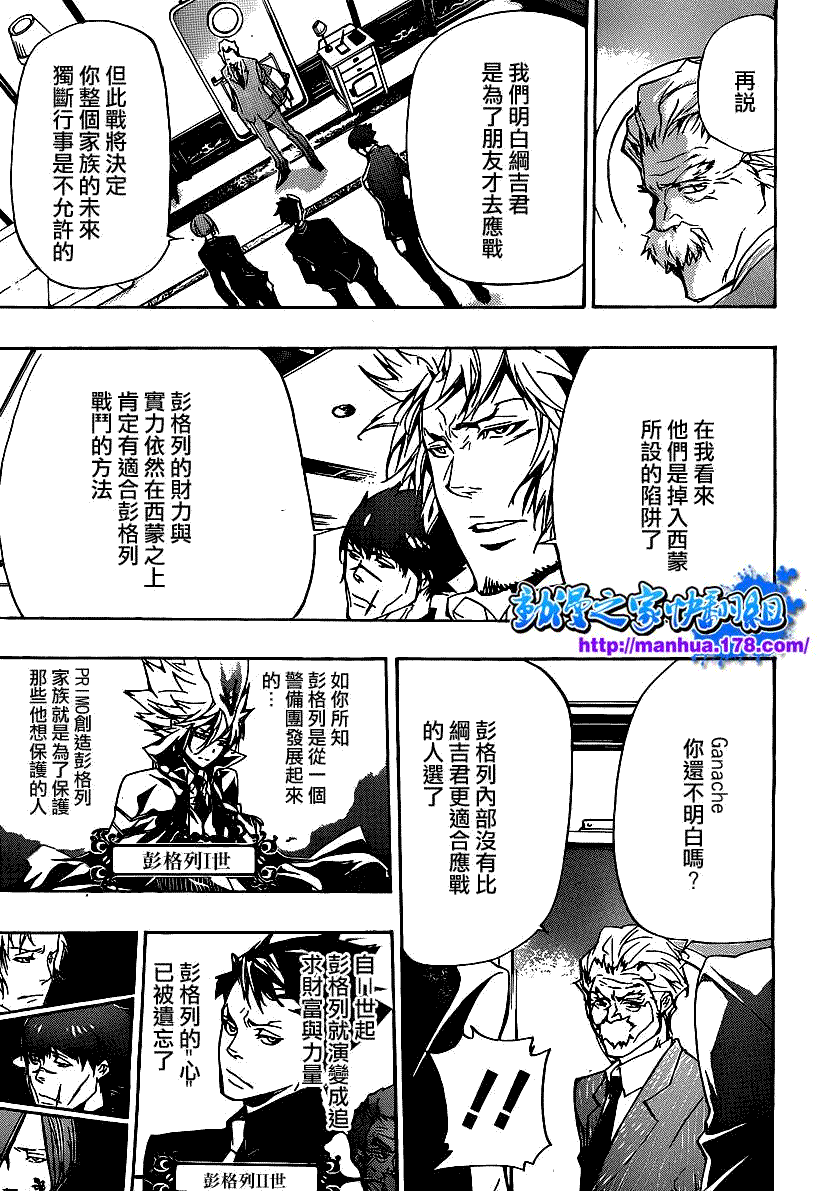 再説
我們明白綱吉君
是為了朋友才去應戰
但此戰將決定
你整個家族的未來
獨斷行事是不允許的
在我看來
他們是掉入西蒙
所設的陷阱了
彭格列的財力與
實力依然在西蒙之上
肯定有適合彭格列
戰鬥的方法
動漫之家快翻組
http://manhua.178.com/
Ganache
你還不明白嗎?
彭格列內部沒有比
綱吉君更適合應戰
的人選了
!!
如你所知
彭格列是從一個
警備團發展起來
的…
PRIMO創造彭格列
家族就是為了保護
那些他想保護的人
彭格列I世
自II世起
彭格列就演變成追
求財富與力量
彭格列的"心"
已被遺忘了
彭格列II世